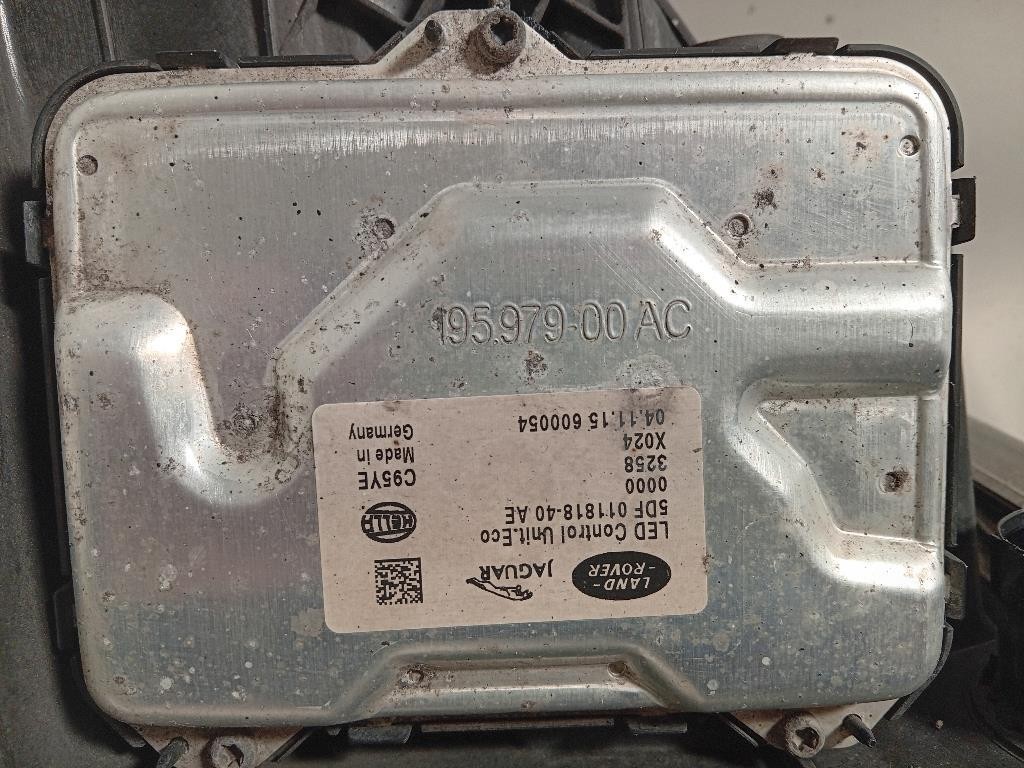 195.979-00 AC
LAND-
-ROVER
JAGUAR
LED Control Unit.Eco
5DF 011818-40 AE
0000
3258
X024
04.11.15 600054
HELLA
C95YE
Made in
Germany